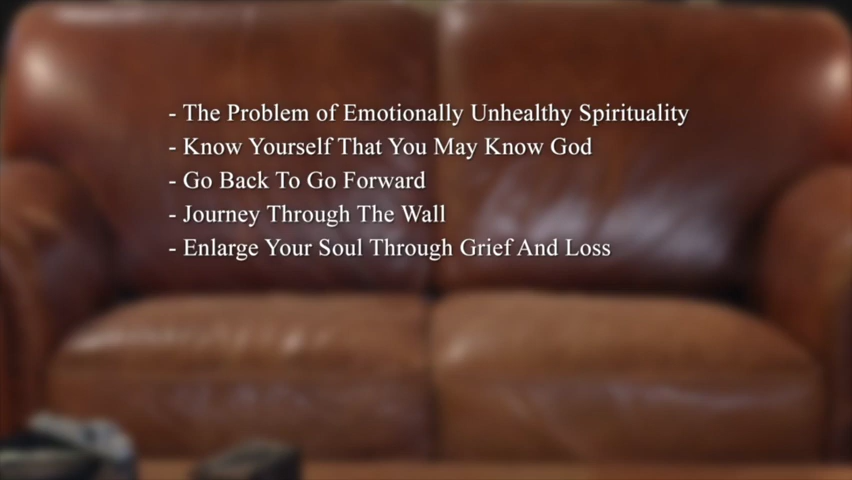 - The Problem of Emotionally Unhealthy Spirituality
- Know Yourself That You May Know God
- Go Back To Go Forward
- Journey Through The Wall
- Enlarge Your Soul Through Grief And Loss